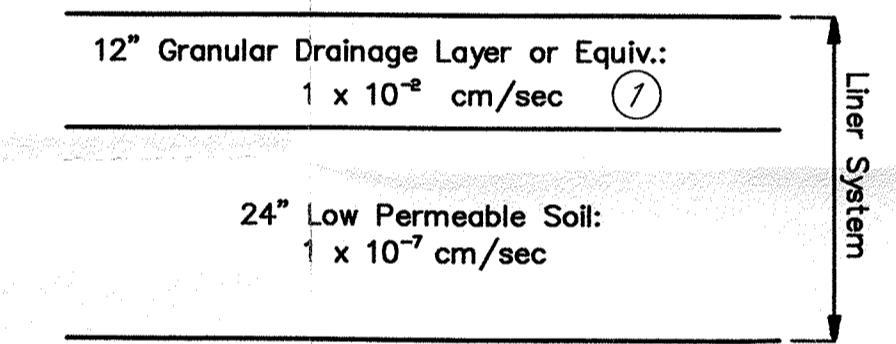 12" Granular Drainage Layer or Equiv.:
1 x 10⁻² cm/sec ①
24" Low Permeable Soil:
1 x 10⁻⁷ cm/sec
Liner System